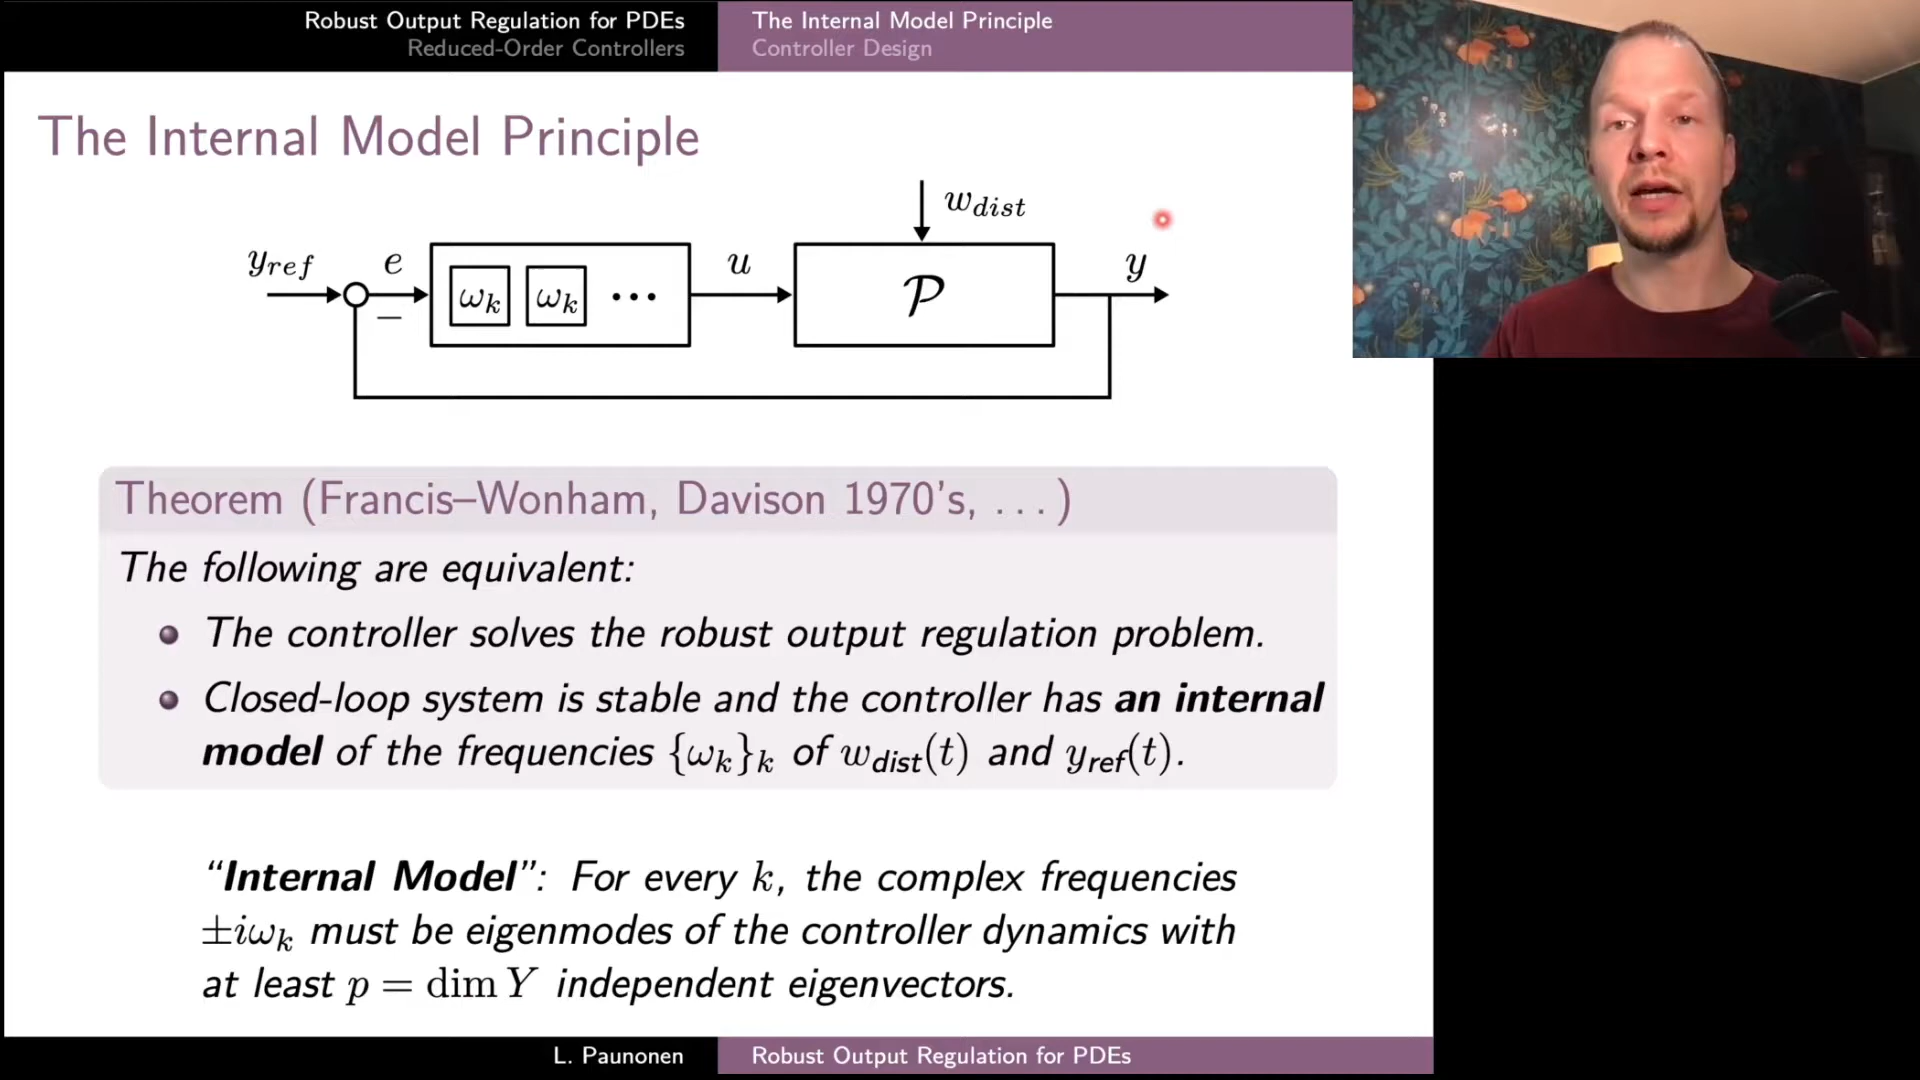 Robust Output Regulation for PDEs
Reduced-Order Controllers
The Internal Model Principle
Controller Design
The Internal Model Principle
w_dist
y_ref
e
u
y
−
ω_k
ω_k
···
𝒫
Theorem (Francis–Wonham, Davison 1970's, ...)
The following are equivalent:
The controller solves the robust output regulation problem.
Closed-loop system is stable and the controller has an internal
model of the frequencies {ω_k}_k of w_dist(t) and y_ref(t).
“Internal Model”: For every k, the complex frequencies
±iω_k must be eigenmodes of the controller dynamics with
at least p = dim Y independent eigenvectors.
L. Paunonen
Robust Output Regulation for PDEs